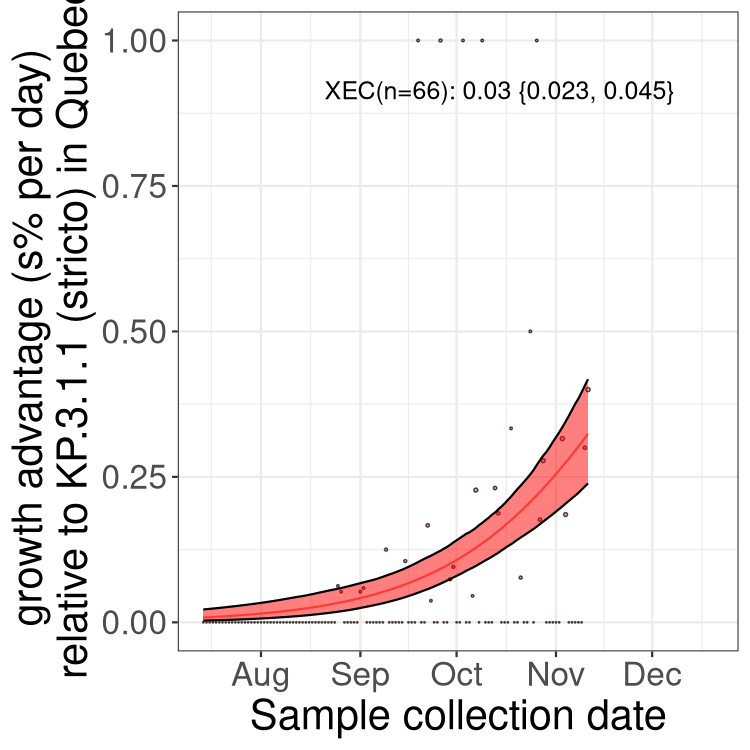 growth advantage (s% per day)
relative to KP.3.1.1 (stricto) in Quebec
1.00
XEC(n=66): 0.03 {0.023, 0.045}
0.75
0.50
0.25
0.00
Aug Sep Oct Nov Dec
Sample collection date